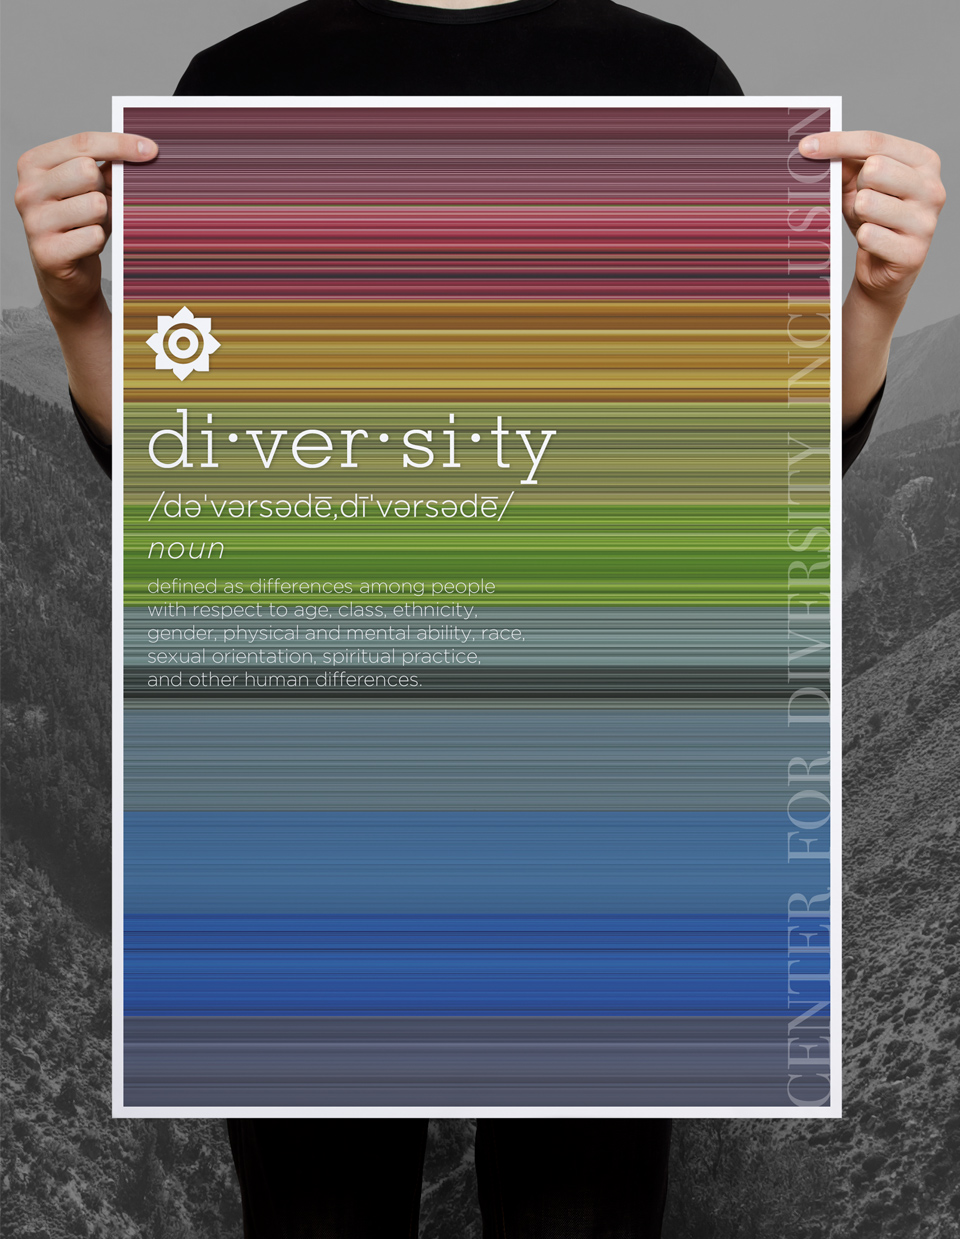 di·ver·si·ty
/dəˈvərsədē,dīˈvərsədē/
noun
defined as differences among people
with respect to age, class, ethnicity,
gender, physical and mental ability, race,
sexual orientation, spiritual practice,
and other human differences.
CENTER FOR DIVERSITY INCLUSION